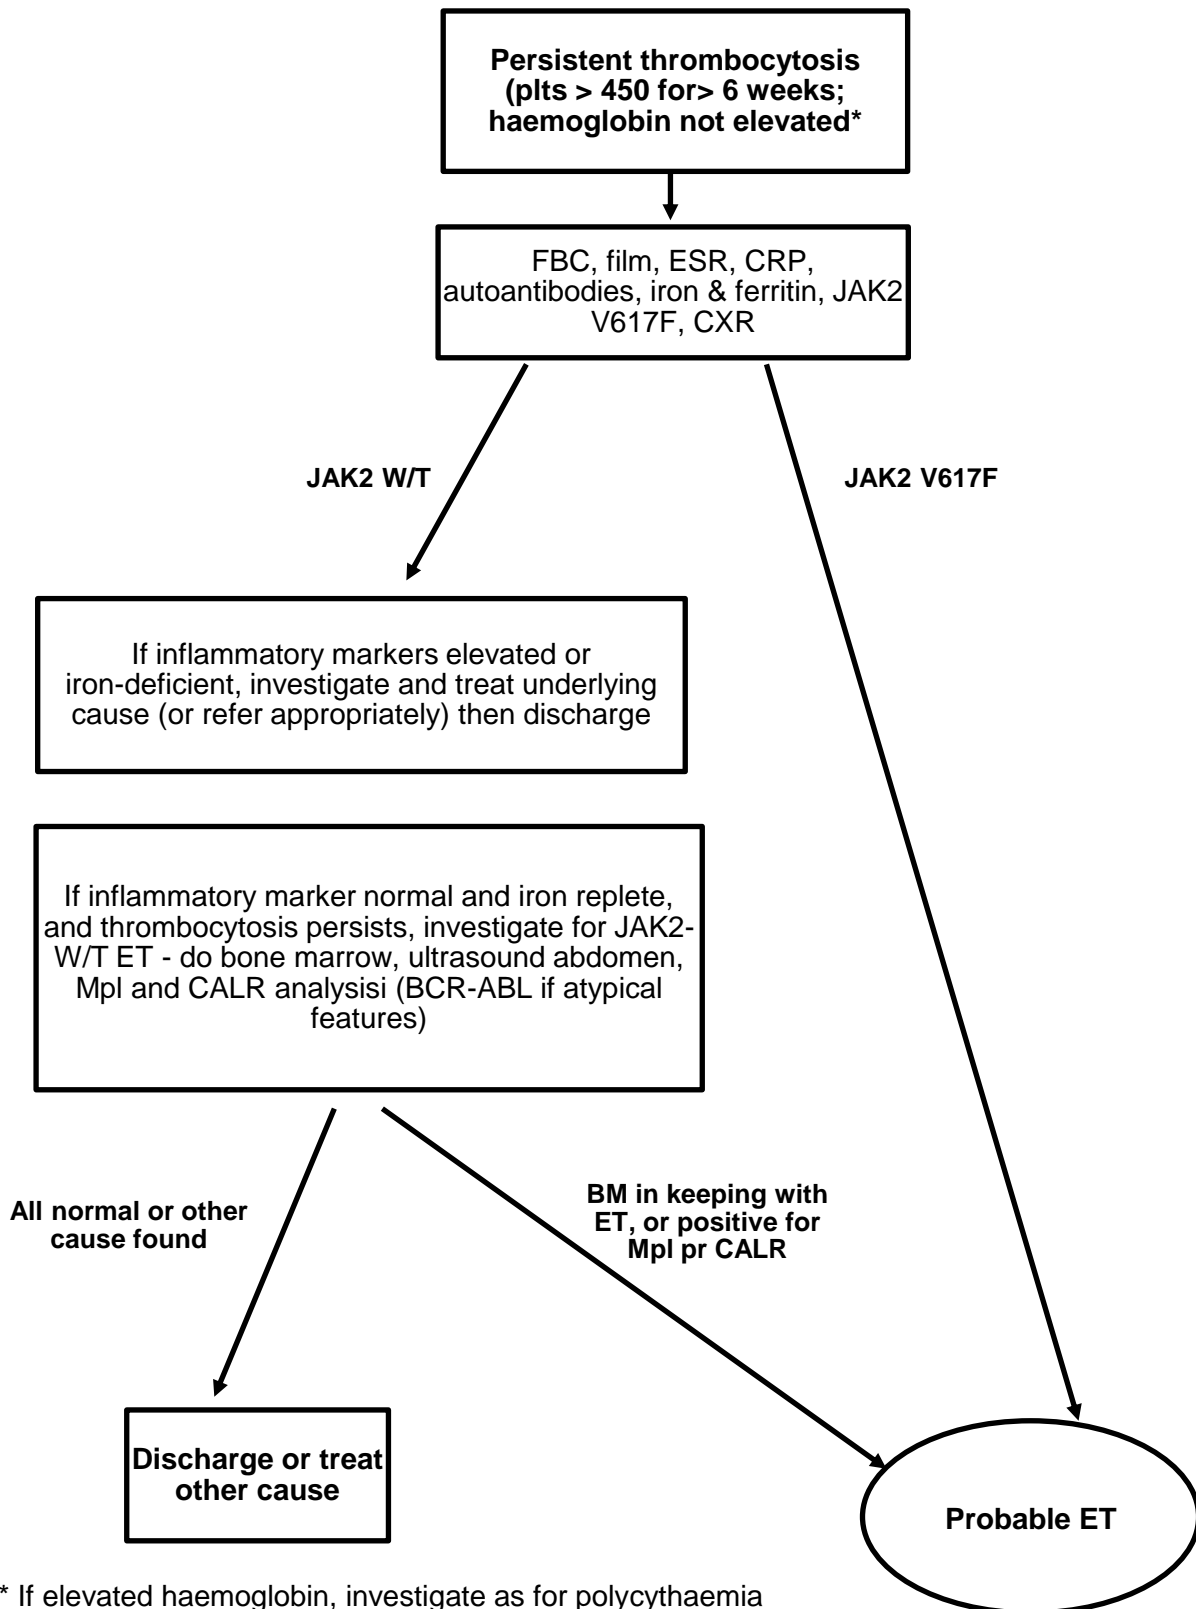 Persistent thrombocytosis
(plts > 450 for> 6 weeks;
haemoglobin not elevated*
FBC, film, ESR, CRP,
autoantibodies, iron & ferritin, JAK2
V617F, CXR
JAK2 W/T
JAK2 V617F
If inflammatory markers elevated or
iron-deficient, investigate and treat underlying
cause (or refer appropriately) then discharge
If inflammatory marker normal and iron replete,
and thrombocytosis persists, investigate for JAK2-
W/T ET - do bone marrow, ultrasound abdomen,
Mpl and CALR analysisi (BCR-ABL if atypical
features)
All normal or other
cause found
BM in keeping with
ET, or positive for
Mpl pr CALR
Discharge or treat
other cause
Probable ET
* If elevated haemoglobin, investigate as for polycythaemia